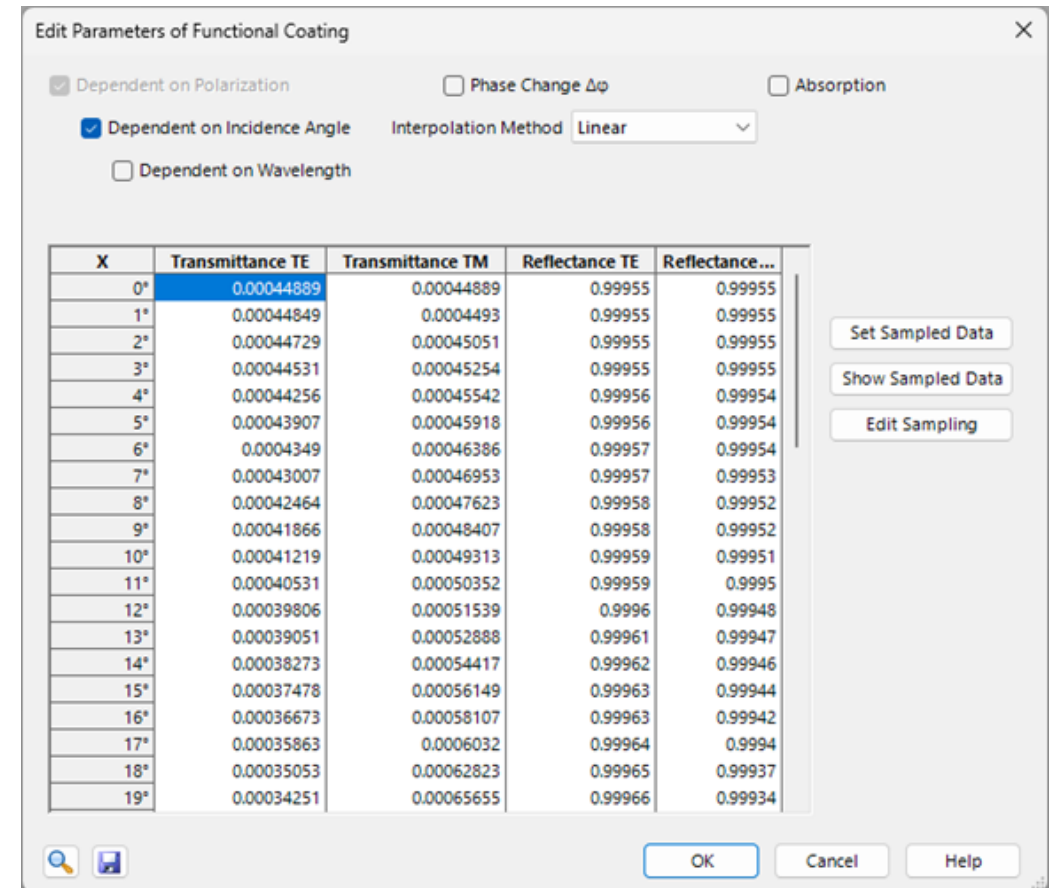 Edit Parameters of Functional Coating
Dependent on Polarization Phase Change Δφ Absorption
Dependent on Incidence Angle Interpolation Method Linear
Dependent on Wavelength
X Transmittance TE Transmittance TM Reflectance TE Reflectance...
0° 0.00044889 0.00044889 0.99955 0.99955
1° 0.00044849 0.0004493 0.99955 0.99955
2° 0.00044729 0.00045051 0.99955 0.99955
3° 0.00044531 0.00045254 0.99955 0.99955
4° 0.00044256 0.00045542 0.99956 0.99954
5° 0.00043907 0.00045918 0.99956 0.99954
6° 0.0004349 0.00046386 0.99957 0.99954
7° 0.00043007 0.00046953 0.99957 0.99953
8° 0.00042464 0.00047623 0.99958 0.99952
9° 0.00041866 0.00048407 0.99958 0.99952
10° 0.00041219 0.00049313 0.99959 0.99951
11° 0.00040531 0.00050352 0.99959 0.9995
12° 0.00039806 0.00051539 0.9996 0.99948
13° 0.00039051 0.00052888 0.99961 0.99947
14° 0.00038273 0.00054417 0.99962 0.99946
15° 0.00037478 0.00056149 0.99963 0.99944
16° 0.00036673 0.00058107 0.99963 0.99942
17° 0.00035863 0.0006032 0.99964 0.9994
18° 0.00035053 0.00062823 0.99965 0.99937
19° 0.00034251 0.00065655 0.99966 0.99934
Set Sampled Data
Show Sampled Data
Edit Sampling
OK Cancel Help